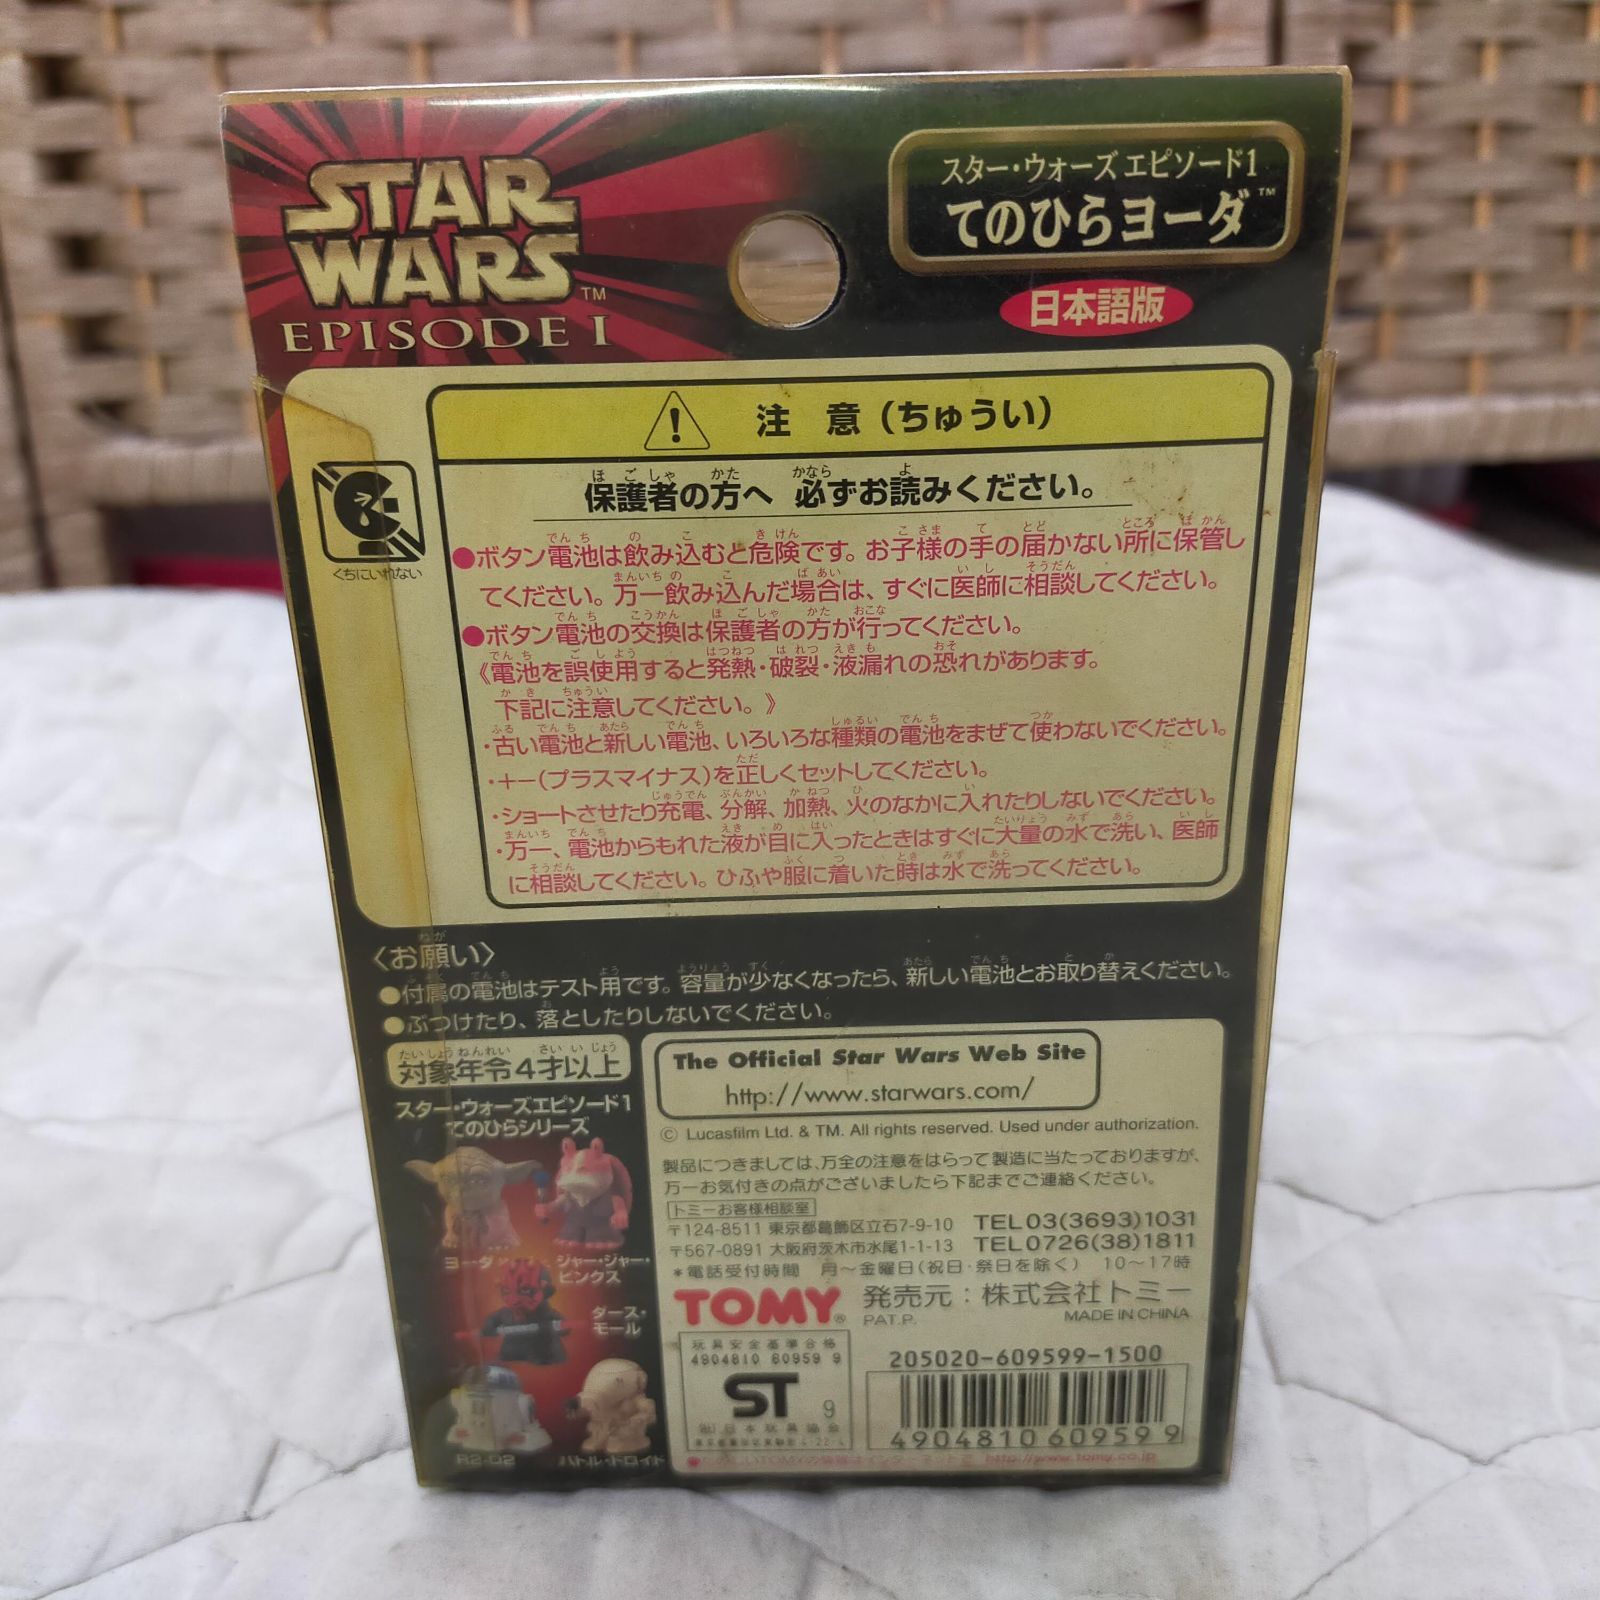 STAR
WARS™
EPISODE I
スター・ウォーズ エピソード1
てのひらヨーダ™
日本語版
注 意 (ちゅうい)
保護者の方へ 必ずお読みください。
くちにいれない
●ボタン電池は飲み込むと危険です。お子様の手の届かない所に保管し
てください。万一飲み込んだ場合は、すぐに医師に相談してください。
●ボタン電池の交換は保護者の方が行ってください。
《電池を誤使用すると発熱・破裂・液漏れの恐れがあります。
下記に注意してください。》
・古い電池と新しい電池、いろいろな種類の電池をまぜて使わないでください。
・+−(プラスマイナス)を正しくセットしてください。
・ショートさせたり充電、分解、加熱、火のなかに入れたりしないでください。
・万一、電池からもれた液が目に入ったときはすぐに大量の水で洗い、医師
に相談してください。ひふや服に着いた時は水で洗ってください。
〈お願い〉
●付属の電池はテスト用です。容量が少なくなったら、新しい電池とお取り替えください。
●ぶつけたり、落としたりしないでください。
対象年令4才以上
スター・ウォーズエピソード1
てのひらシリーズ
ヨーダ
ジャー・ジャー・
ビンクス
ダース・
モール
R2-D2
バトル・ドロイド
The Official Star Wars Web Site
http://www.starwars.com/
© Lucasfilm Ltd. & TM. All rights reserved. Used under authorization.
製品につきましては、万全の注意をはらって製造に当たっておりますが、
万一お気付きの点がございましたら下記までご連絡ください。
トミーお客様相談室
〒124-8511 東京都葛飾区立石7-9-10 TEL03(3693)1031
〒567-0891 大阪府茨木市水尾1-1-13 TEL0726(38)1811
*電話受付時間 月〜金曜日(祝日・祭日を除く) 10〜17時
TOMY® 発売元:株式会社トミー
PAT.P. MADE IN CHINA
玩具安全基準合格
4904810 60959 9
ST 9
日本玩具協会
205020-609599-1500
4904810 609599
http://www.tomy.co.jp